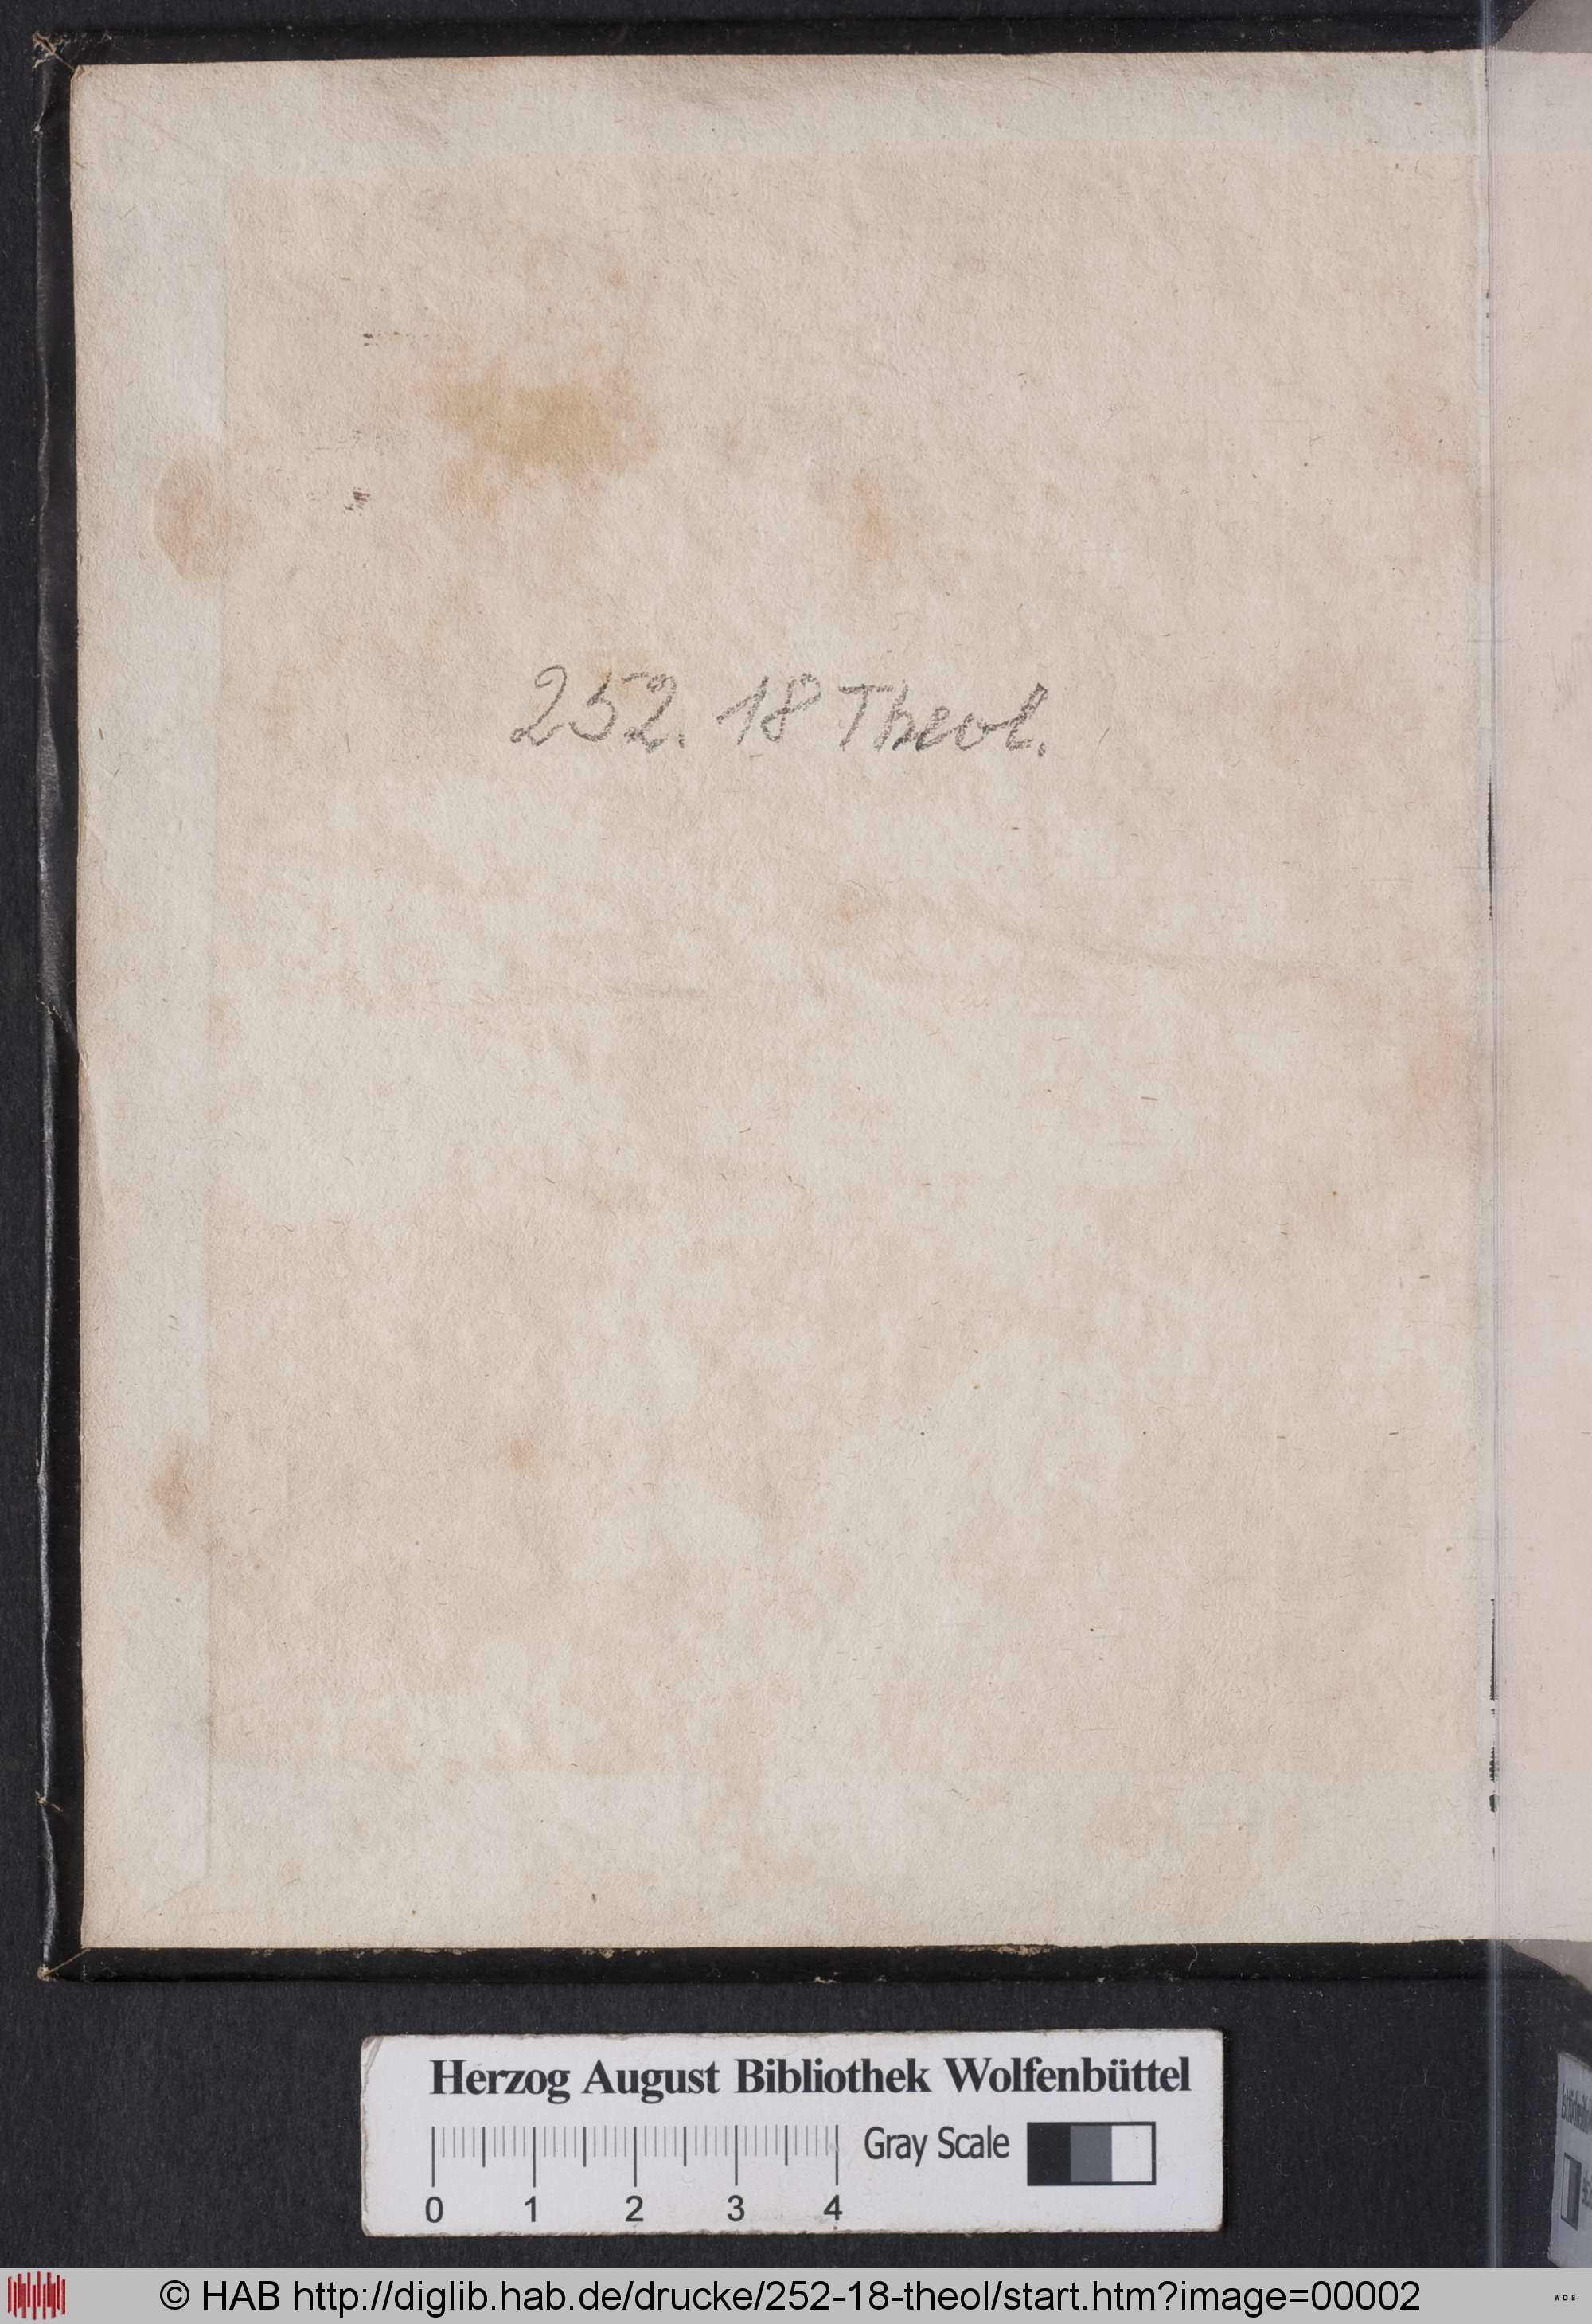 252. 18 Theol.
Herzog August Bibliothek Wolfenbüttel
Gray Scale
0 1 2 3 4
© HAB http://diglib.hab.de/drucke/252-18-theol/start.htm?image=00002
WDB